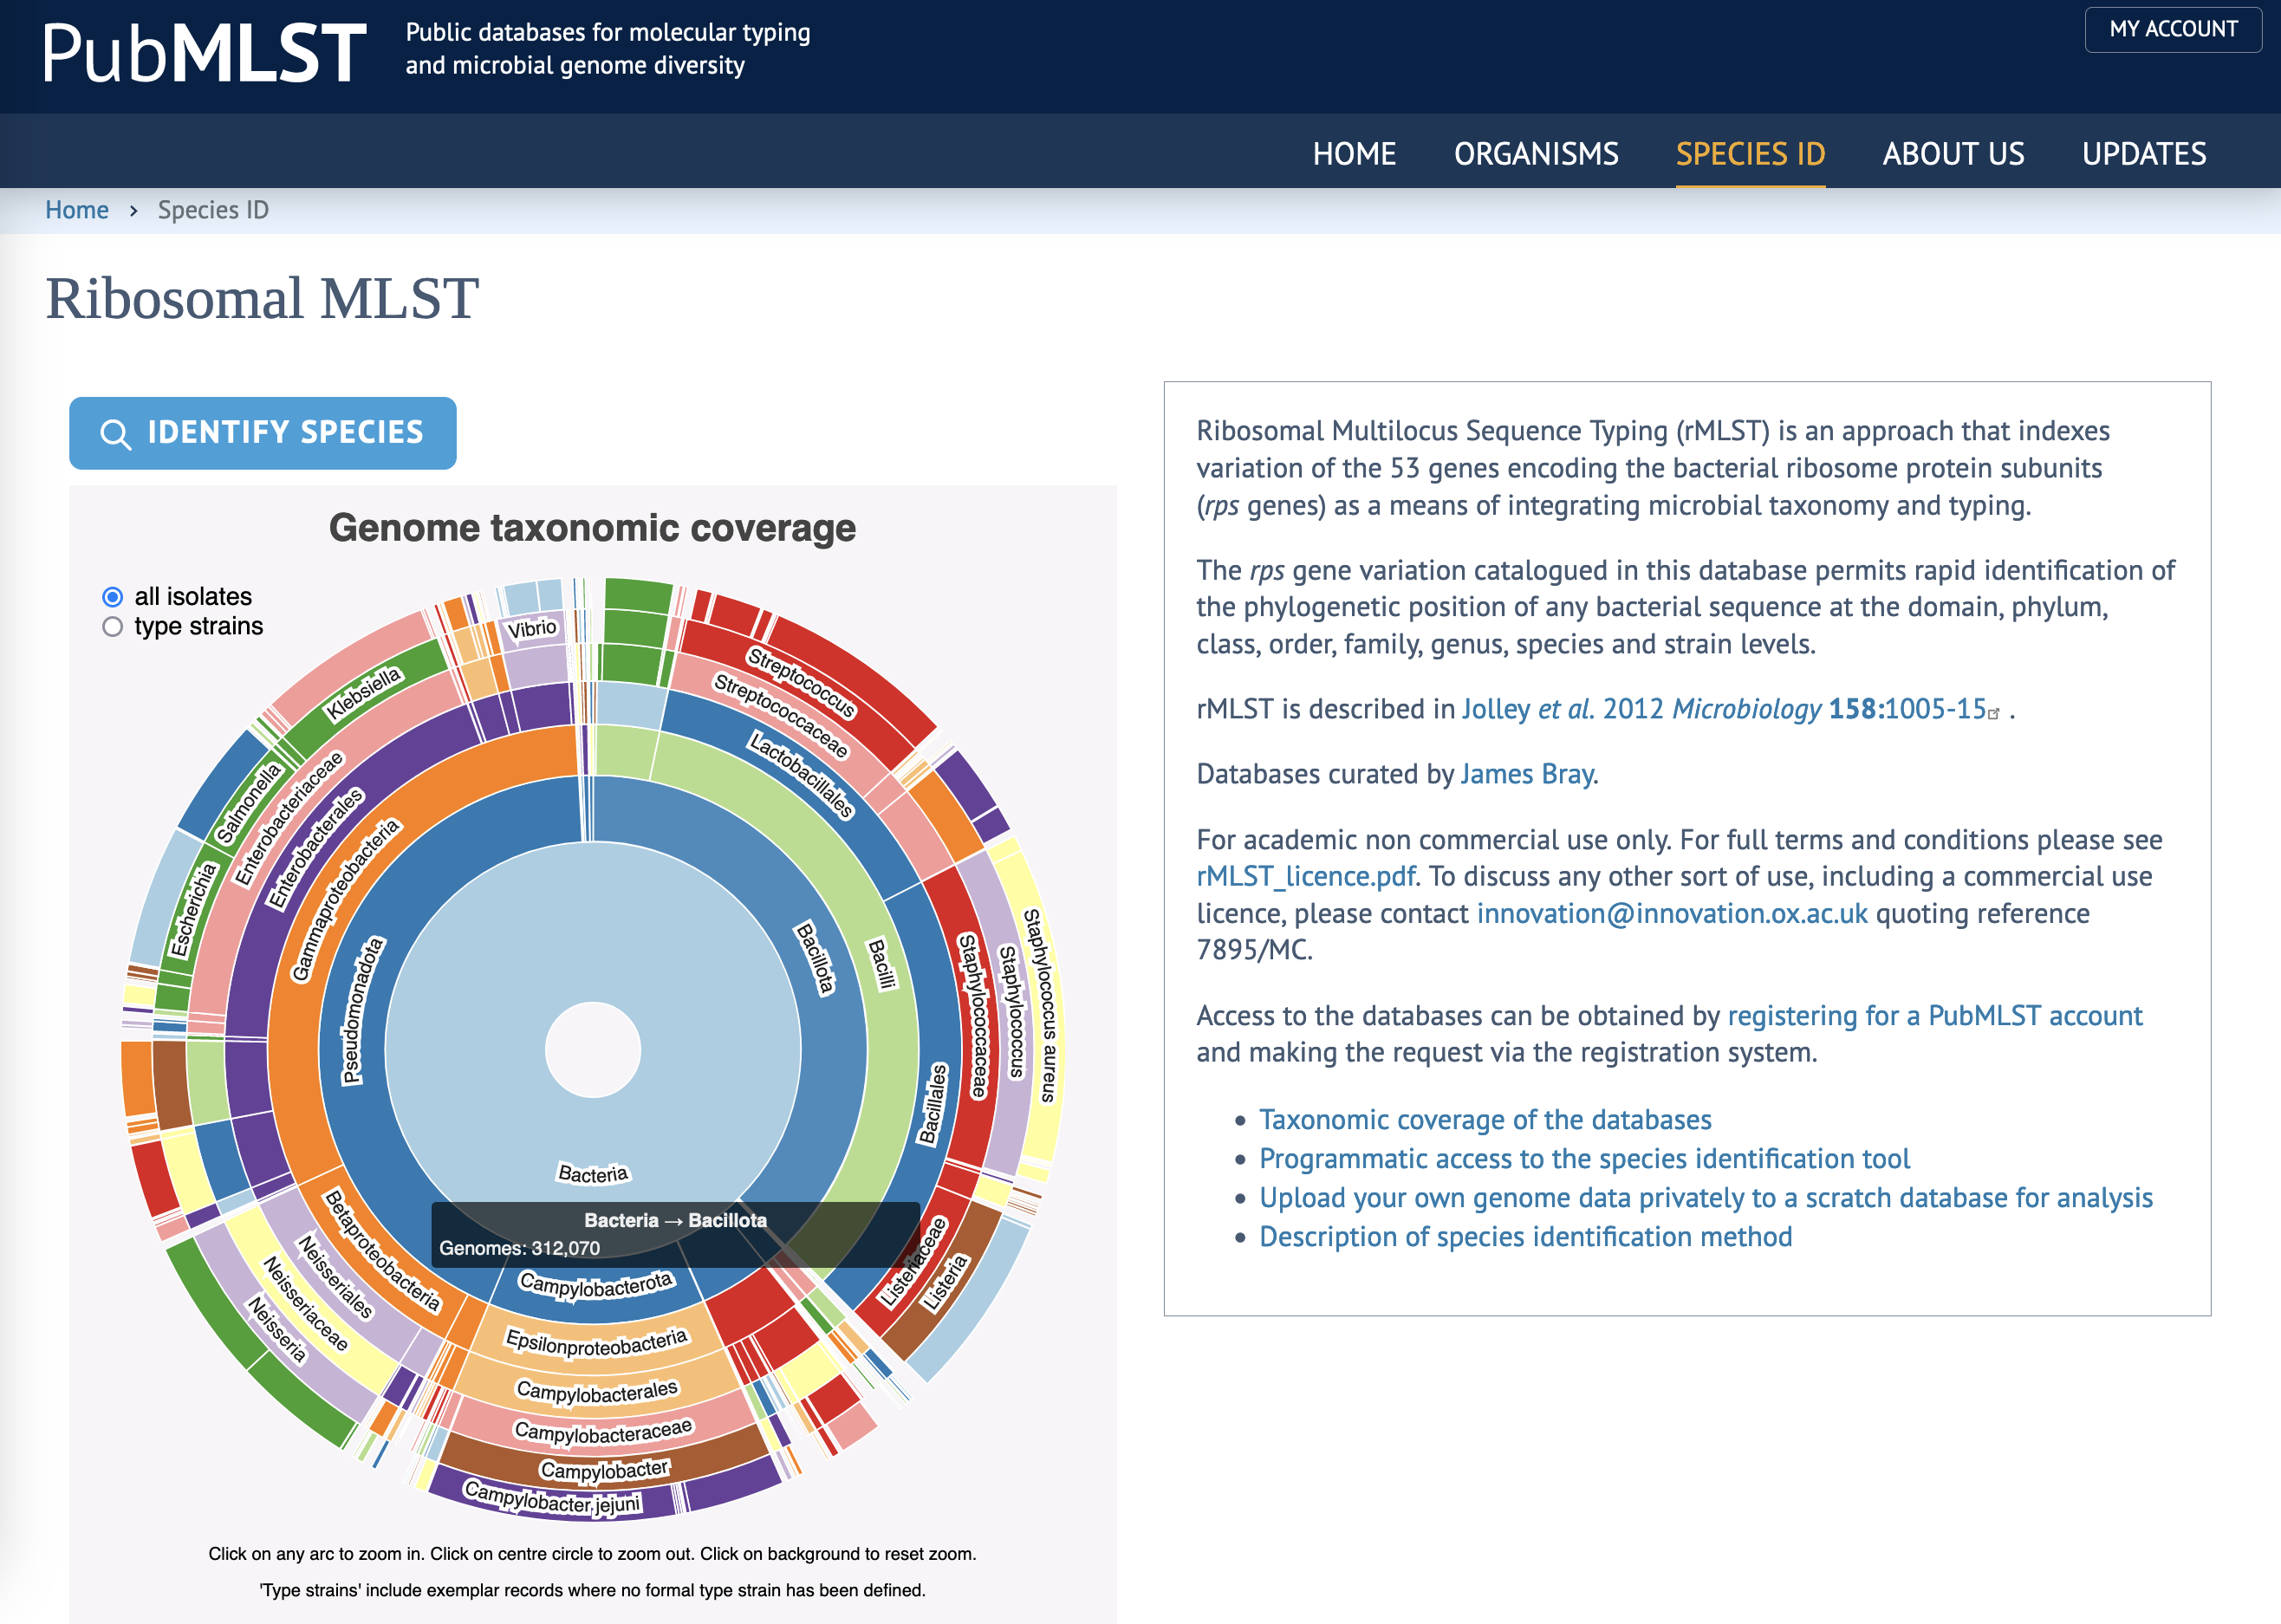 PubMLST
Public databases for molecular typing
and microbial genome diversity
MY ACCOUNT
HOME
ORGANISMS
SPECIES ID
ABOUT US
UPDATES
Home › Species ID
Ribosomal MLST
IDENTIFY SPECIES
Genome taxonomic coverage
all isolates
type strains
Vibrio
Klebsiella
Salmonella
Enterobacteriaceae
Enterobacterales
Escherichia
Gammaproteobacteria
Pseudomonadota
Streptococcus
Streptococcaceae
Lactobacillales
Bacillota
Bacilli
Staphylococcaceae
Staphylococcus
Staphylococcus aureus
Bacillales
Bacteria
Bacteria → Bacillota
Genomes: 312,070
Listeriaceae
Listeria
Betaproteobacteria
Neisseriales
Neisseriaceae
Neisseria
Campylobacterota
Epsilonproteobacteria
Campylobacterales
Campylobacteraceae
Campylobacter
Campylobacter jejuni
Click on any arc to zoom in. Click on centre circle to zoom out. Click on background to reset zoom.
'Type strains' include exemplar records where no formal type strain has been defined.
Ribosomal Multilocus Sequence Typing (rMLST) is an approach that indexes
variation of the 53 genes encoding the bacterial ribosome protein subunits
(rps genes) as a means of integrating microbial taxonomy and typing.
The rps gene variation catalogued in this database permits rapid identification of
the phylogenetic position of any bacterial sequence at the domain, phylum,
class, order, family, genus, species and strain levels.
rMLST is described in Jolley et al. 2012 Microbiology 158:1005-15 .
Databases curated by James Bray.
For academic non commercial use only. For full terms and conditions please see
rMLST_licence.pdf. To discuss any other sort of use, including a commercial use
licence, please contact innovation@innovation.ox.ac.uk quoting reference
7895/MC.
Access to the databases can be obtained by registering for a PubMLST account
and making the request via the registration system.
• Taxonomic coverage of the databases
• Programmatic access to the species identification tool
• Upload your own genome data privately to a scratch database for analysis
• Description of species identification method